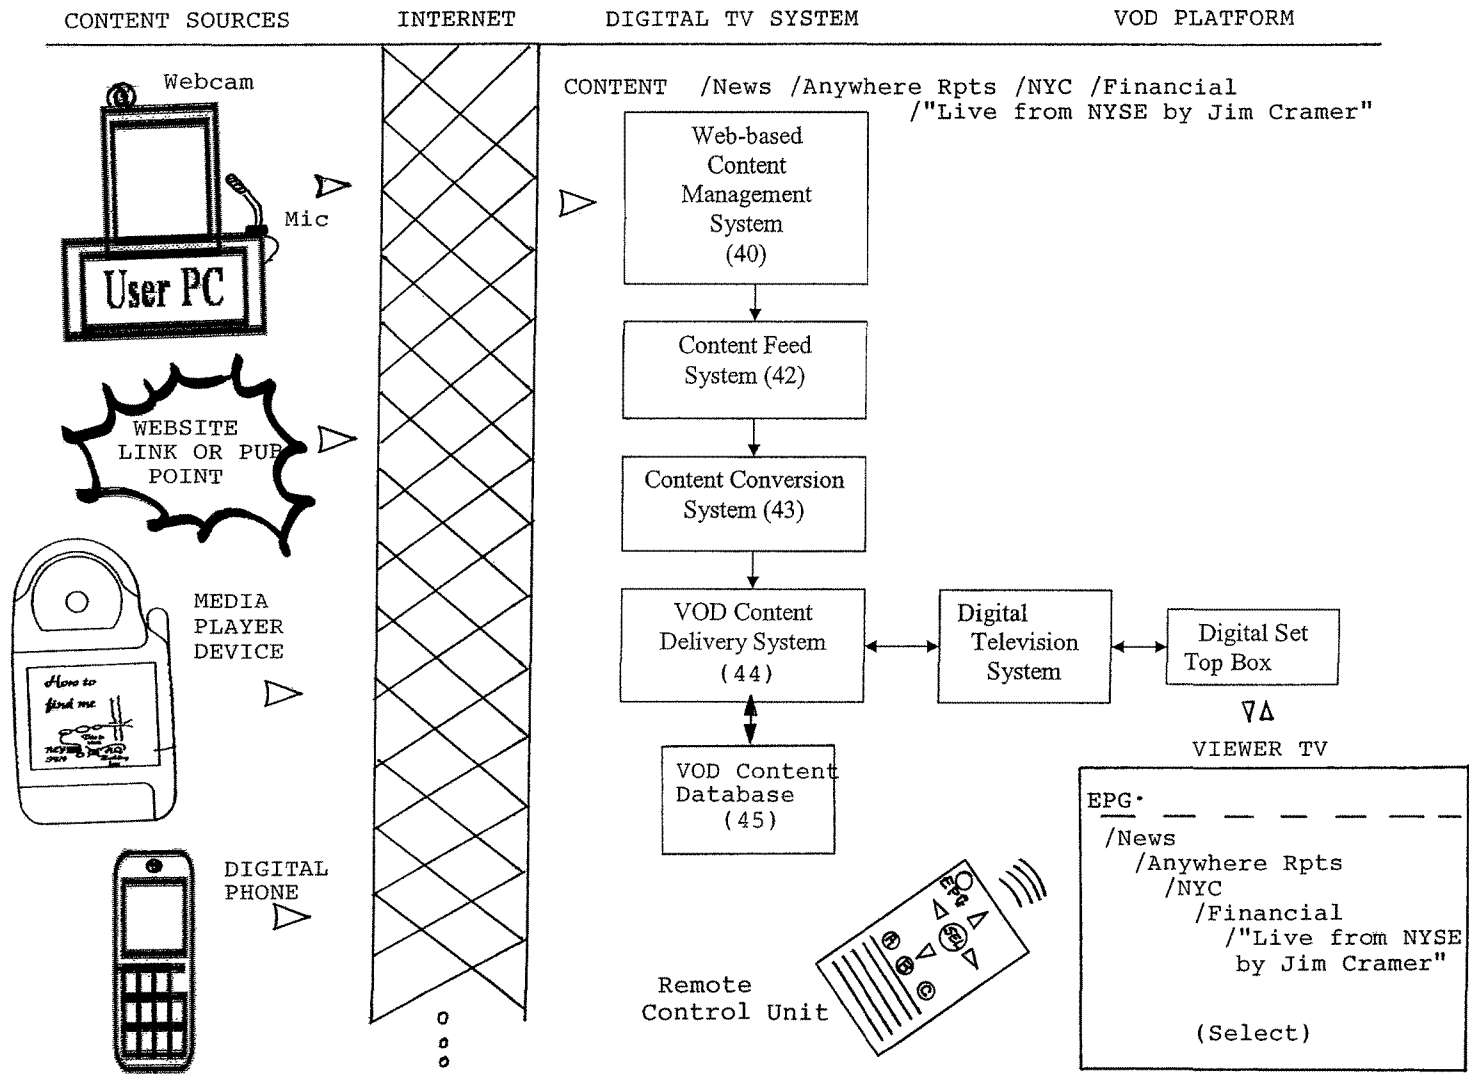 CONTENT SOURCES
INTERNET
DIGITAL TV SYSTEM
VOD PLATFORM
Webcam
Mic
User PC
WEBSITE
LINK OR PUB
POINT
MEDIA
PLAYER
DEVICE
How to
find me
DIGITAL
PHONE
CONTENT /News /Anywhere Rpts /NYC /Financial
/"Live from NYSE by Jim Cramer"
Web-based
Content
Management
System
(40)
Content Feed
System (42)
Content Conversion
System (43)
VOD Content
Delivery System
(44)
Digital
Television
System
Digital Set
Top Box
VOD Content
Database
(45)
VIEWER TV
EPG
/News
/Anywhere Rpts
/NYC
/Financial
/"Live from NYSE
by Jim Cramer"
(Select)
Remote
Control Unit
EPG
SEL
A
B
C